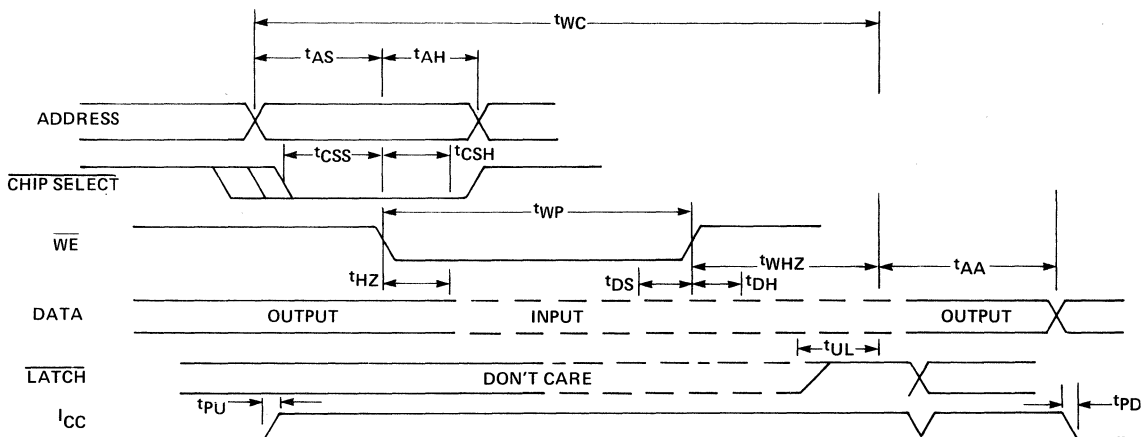 tWC
tAS
tAH
ADDRESS
tCSS
tCSH
CHIP SELECT
tWP
WE
tHZ
tDS
tWHZ
tDH
tAA
DATA
OUTPUT
INPUT
OUTPUT
tUL
LATCH
DON'T CARE
tPU
tPD
ICC